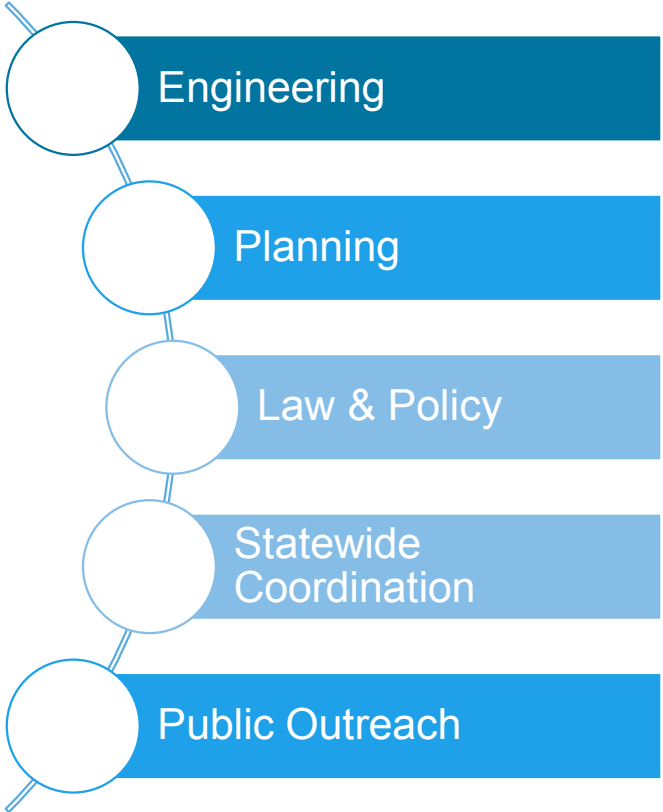 Engineering
Planning
Law & Policy
Statewide
Coordination
Public Outreach